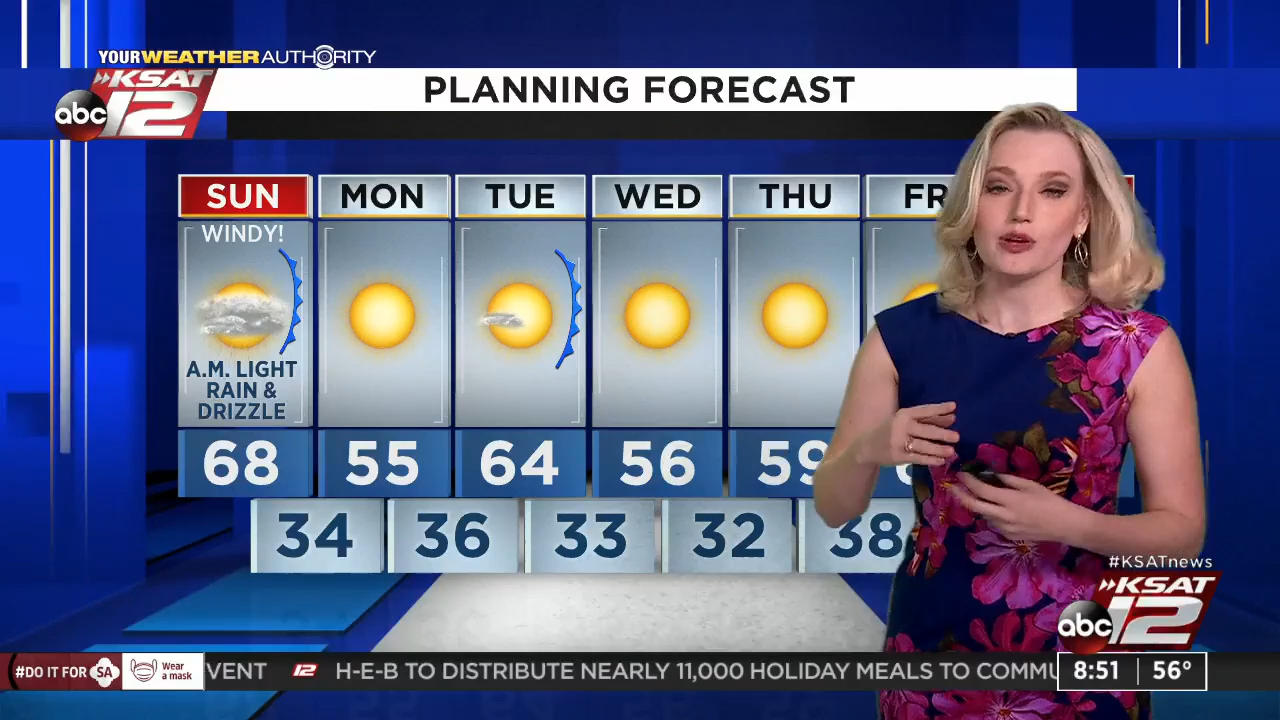 YOURWEATHERAUTHORITY
KSAT
abc 12
PLANNING FORECAST
SUN MON TUE WED THU FR
WINDY!
A.M. LIGHT
RAIN &
DRIZZLE
68 55 64 56 59
34 36 33 32 38
#KSATnews
KSAT
abc 12
#DO IT FOR SA
Wear
a mask
VENT 12 H-E-B TO DISTRIBUTE NEARLY 11,000 HOLIDAY MEALS TO COMMU
8:51 56°